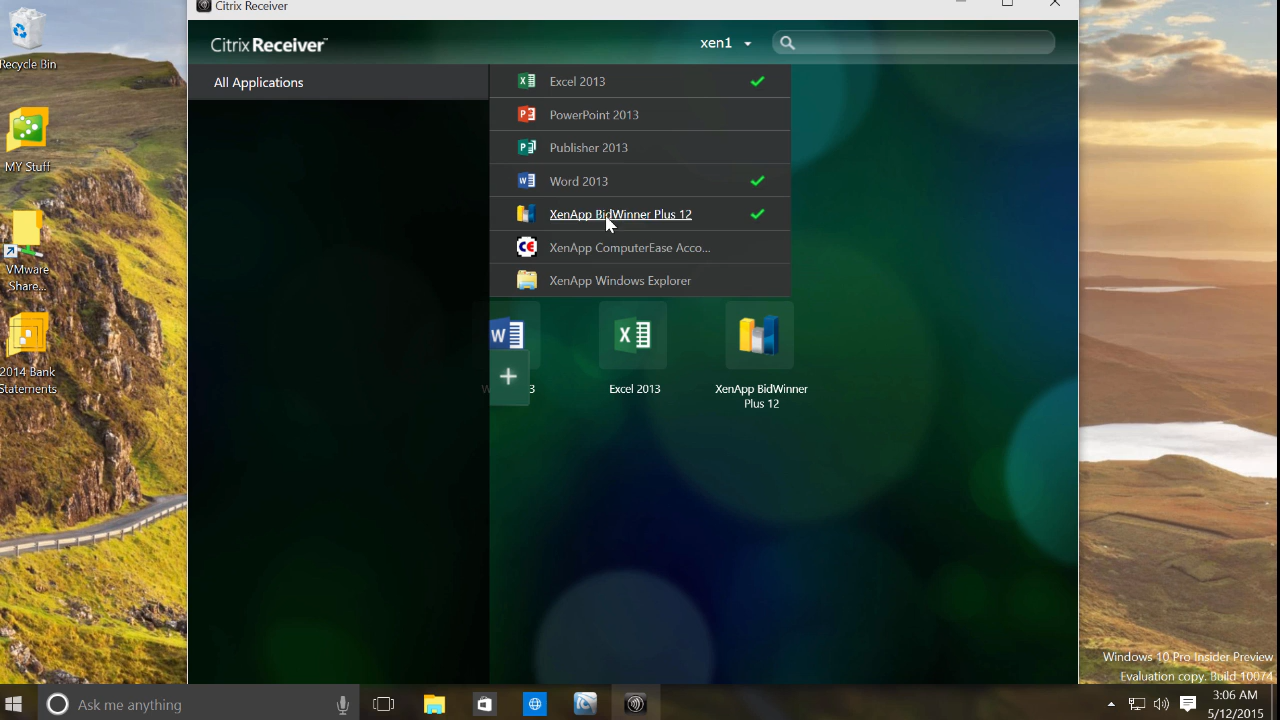 Citrix Receiver
Citrix Receiver™
xen1
All Applications
Excel 2013
PowerPoint 2013
Publisher 2013
Word 2013
XenApp BidWinner Plus 12
XenApp ComputerEase Acco...
XenApp Windows Explorer
Excel 2013
XenApp BidWinner
Plus 12
Recycle Bin
MY Stuff
VMware
Share...
2014 Bank
Statements
Windows 10 Pro Insider Preview
Evaluation copy. Build 10074
Ask me anything
3:06 AM
5/12/2015